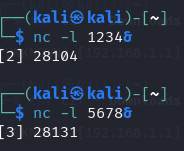 ┌──(kali㉿kali)-[~]
└─$ nc -l 1234&
[2] 28104
┌──(kali㉿kali)-[~]
└─$ nc -l 5678&
[3] 28131